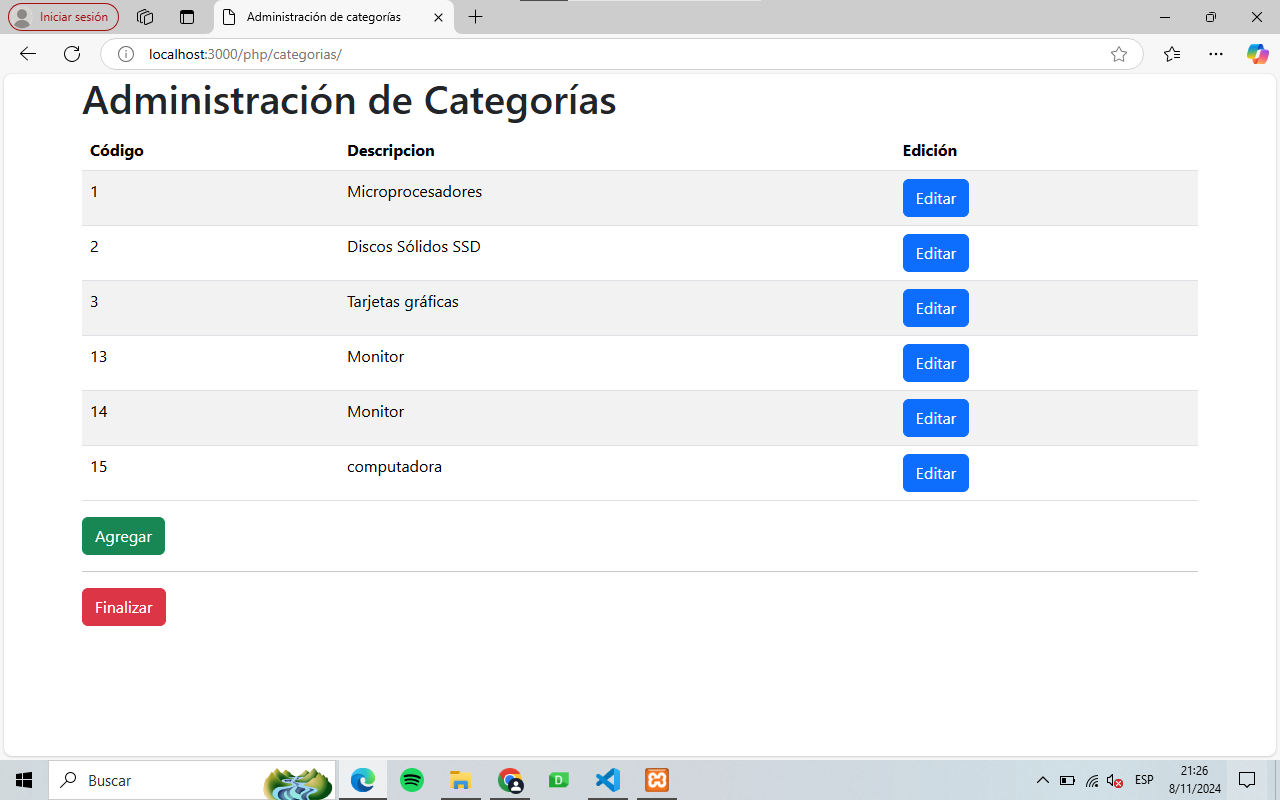 Iniciar sesión
Administración de categorías
localhost:3000/php/categorias/
Administración de Categorías
Código Descripcion Edición
1 Microprocesadores Editar
2 Discos Sólidos SSD Editar
3 Tarjetas gráficas Editar
13 Monitor Editar
14 Monitor Editar
15 computadora Editar
Agregar
Finalizar
Buscar
D
ESP
21:26
8/11/2024